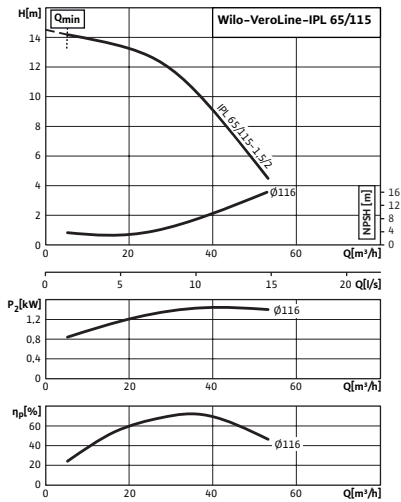 H[m]
Qmin
Wilo-VeroLine-IPL 65/115
14
12
10
8
6
4
2
0
IPL 65/115-1,5/2
Ø116
NPSH [m]
16
12
8
4
0
0
20
40
60
Q[m³/h]
0
5
10
15
20
Q[l/s]
P₂[kW]
1,2
0,8
0,4
0
Ø116
0
20
40
60
Q[m³/h]
ηp[%]
60
40
20
0
Ø116
0
20
40
60
Q[m³/h]